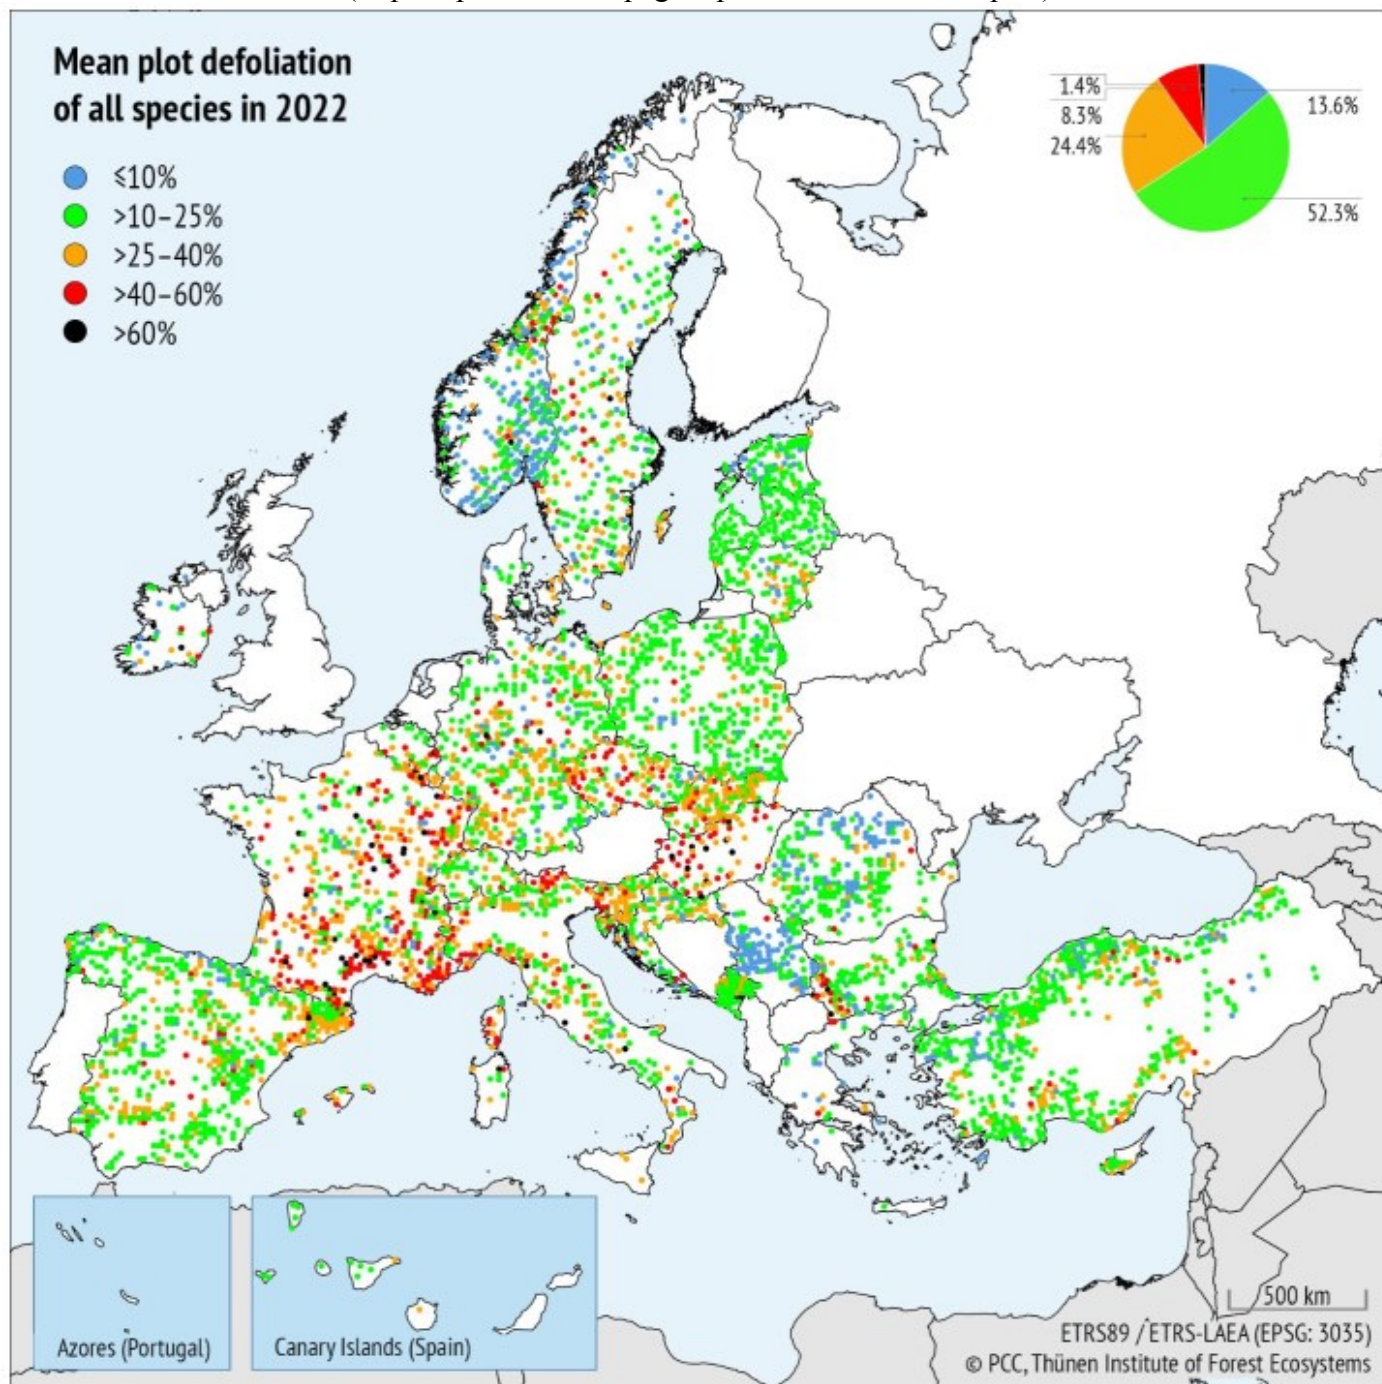 Mean plot defoliation
of all species in 2022
≤10%
>10–25%
>25–40%
>40–60%
>60%
1.4%
8.3%
24.4%
13.6%
52.3%
Azores (Portugal)
Canary Islands (Spain)
500 km
ETRS89 / ETRS-LAEA (EPSG: 3035)
© PCC, Thünen Institute of Forest Ecosystems